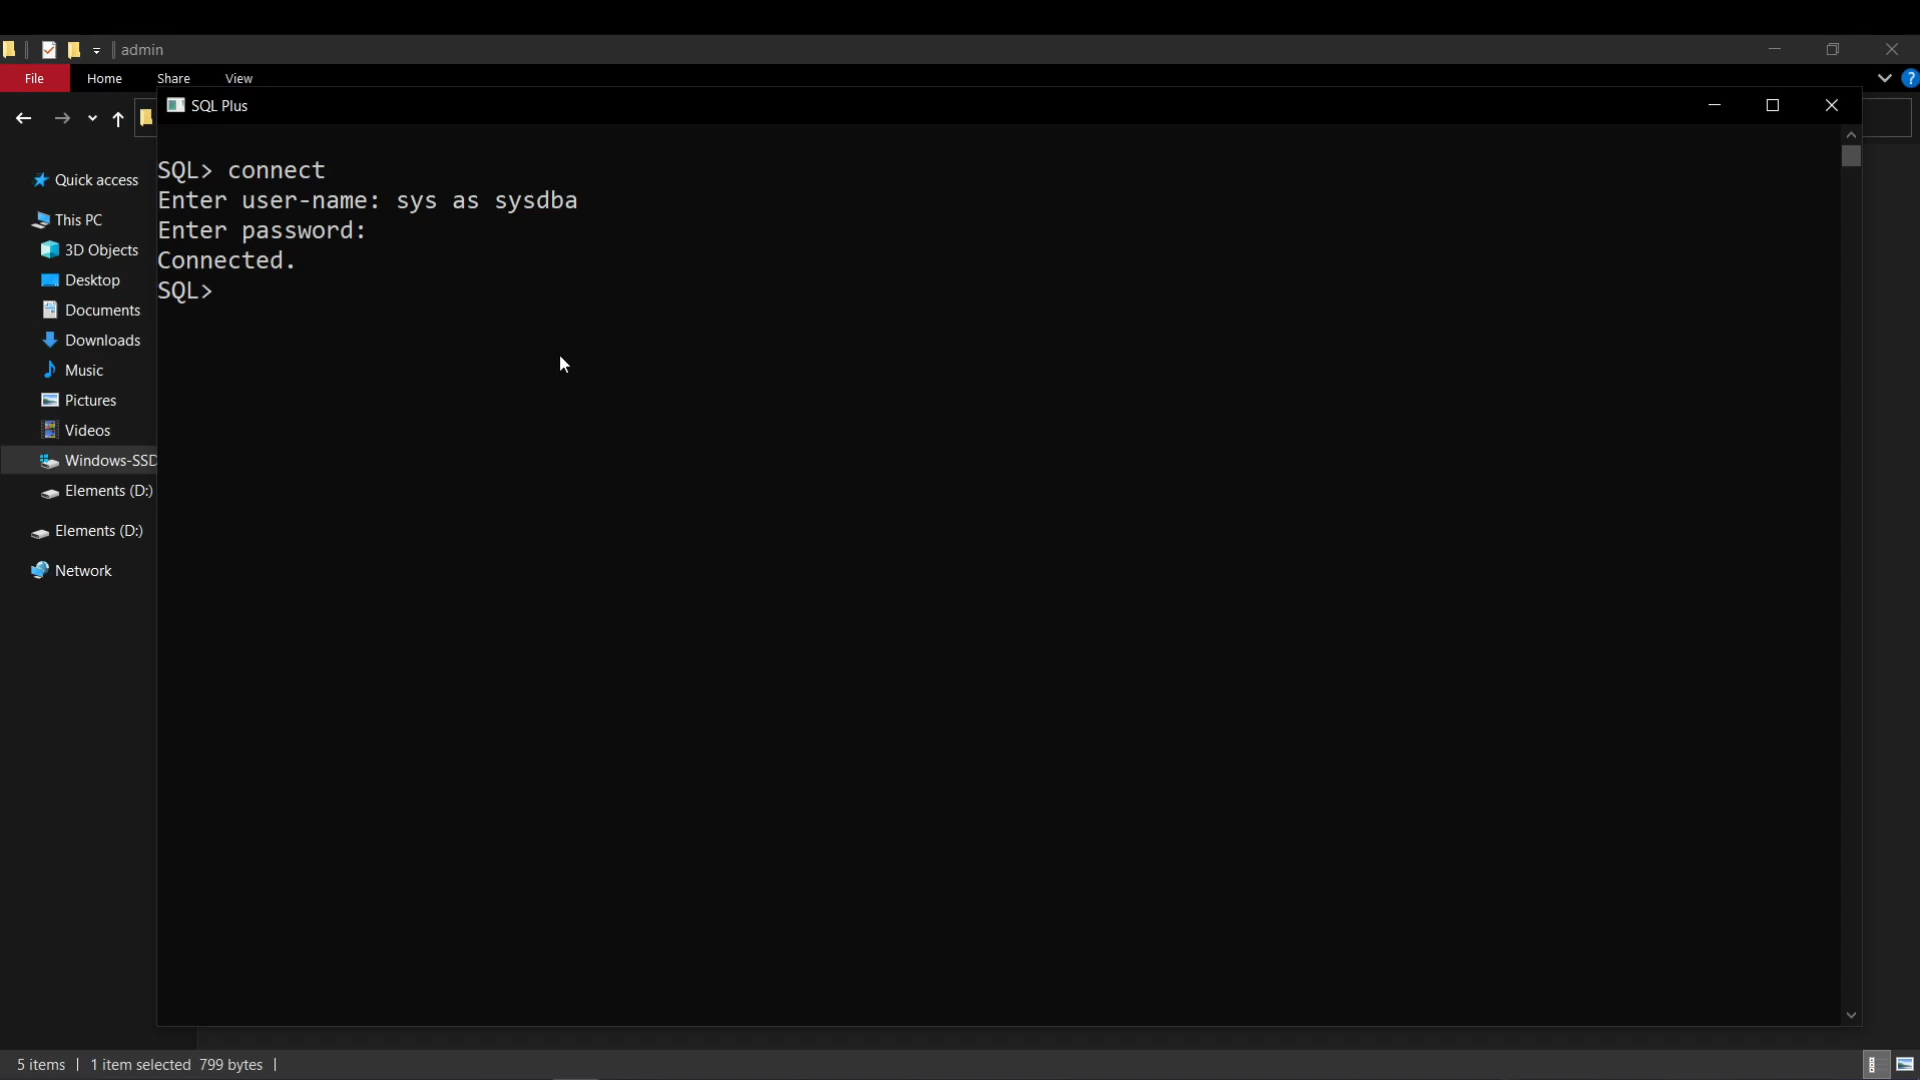 admin
File Home Share View
?
SQL Plus
SQL> connect
Enter user-name: sys as sysdba
Enter password:
Connected.
SQL>
Quick access
This PC
3D Objects
Desktop
Documents
Downloads
Music
Pictures
Videos
Windows-SSD
Elements (D:)
Elements (D:)
Network
5 items 1 item selected 799 bytes